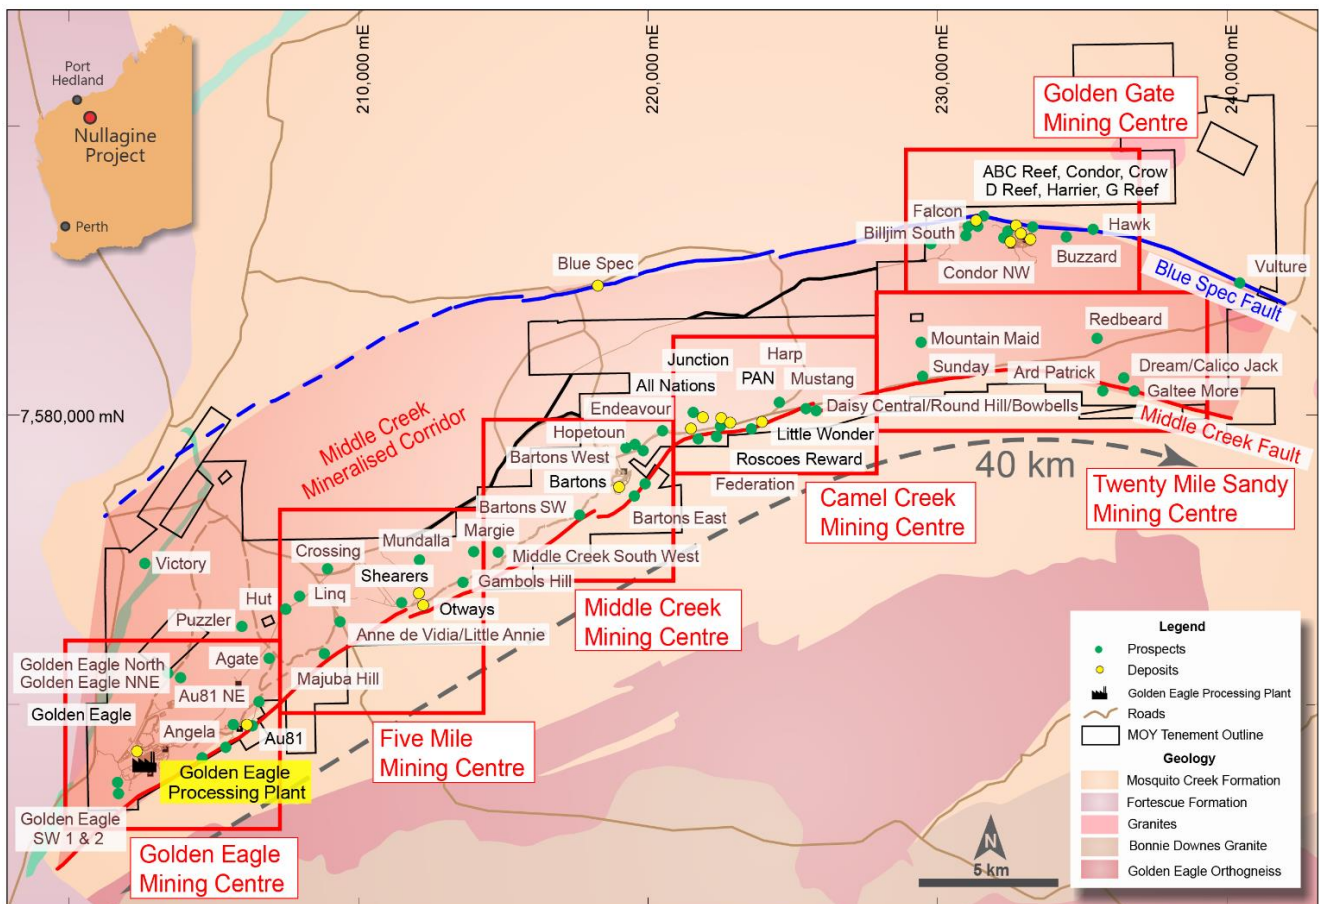 210,000 mE
220,000 mE
230,000 mE
240,000 mE
7,580,000 mN
Port
Hedland
Nullagine
Project
Perth
Golden Gate
Mining Centre
ABC Reef, Condor, Crow
D Reef, Harrier, G Reef
Falcon
Billjim South
Hawk
Condor NW
Buzzard
Vulture
Blue Spec
Blue Spec Fault
Redbeard
Mountain Maid
Sunday
Ard Patrick
Dream/Calico Jack
Galtee More
Middle Creek Fault
Junction
Harp
PAN
All Nations
Mustang
Endeavour
Daisy Central/Round Hill/Bowbells
Little Wonder
Roscoes Reward
Federation
Hopetoun
Bartons West
Bartons
Bartons SW
Bartons East
Middle Creek
Mineralised Corridor
40 km
Camel Creek
Mining Centre
Twenty Mile Sandy
Mining Centre
Margie
Mundalla
Crossing
Middle Creek South West
Shearers
Gambols Hill
Linq
Hut
Otways
Victory
Puzzler
Anne de Vidia/Little Annie
Middle Creek
Mining Centre
Agate
Majuba Hill
Golden Eagle North
Golden Eagle NNE
Au81 NE
Golden Eagle
Angela
Au81
Five Mile
Mining Centre
Golden Eagle
Processing Plant
Golden Eagle
SW 1 & 2
Golden Eagle
Mining Centre
N
5 km
Legend
Prospects
Deposits
Golden Eagle Processing Plant
Roads
MOY Tenement Outline
Geology
Mosquito Creek Formation
Fortescue Formation
Granites
Bonnie Downes Granite
Golden Eagle Orthogneiss